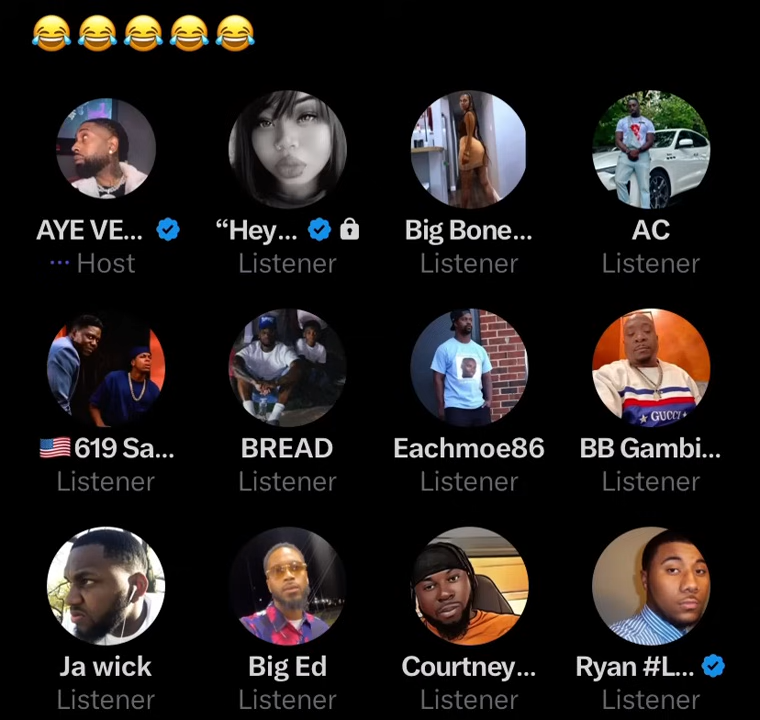 😂😂😂😂😂
AYE VE... “Hey... Big Bone... AC
Host Listener Listener Listener
🇺🇸619 Sa... BREAD Eachmoe86 BB Gambi...
Listener Listener Listener Listener
GUCCI
Ja wick Big Ed Courtney... Ryan #L...
Listener Listener Listener Listener